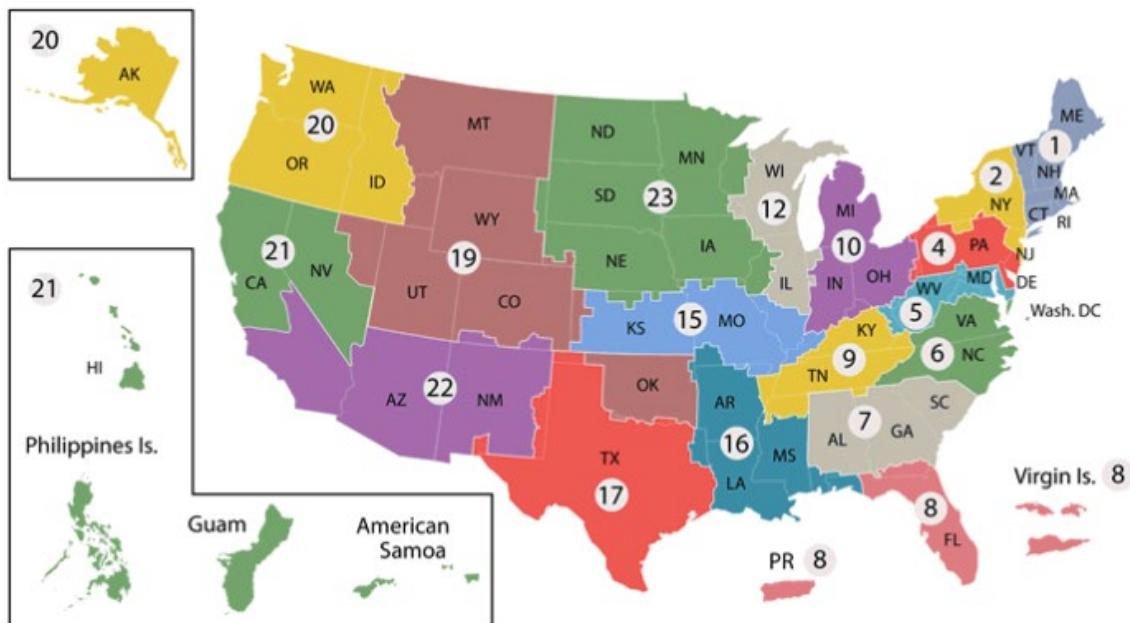 20
AK
WA
20
OR
ID
MT
ND
MN
ME
1
VT
NH
MA
CT
RI
2
NY
WI
12
MI
10
SD
23
WY
19
21
CA
NV
UT
CO
NE
IA
IL
IN
OH
4
PA
NJ
DE
MD
WV
5
Wash. DC
VA
6
NC
KS
15
MO
KY
9
TN
21
HI
AZ
22
NM
OK
AR
16
MS
LA
7
AL
GA
SC
TX
17
8
FL
Virgin Is. 8
PR 8
Philippines Is.
Guam
American
Samoa